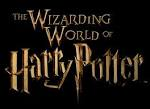 THE WIZARDING
WORLD OF
Harry Potter